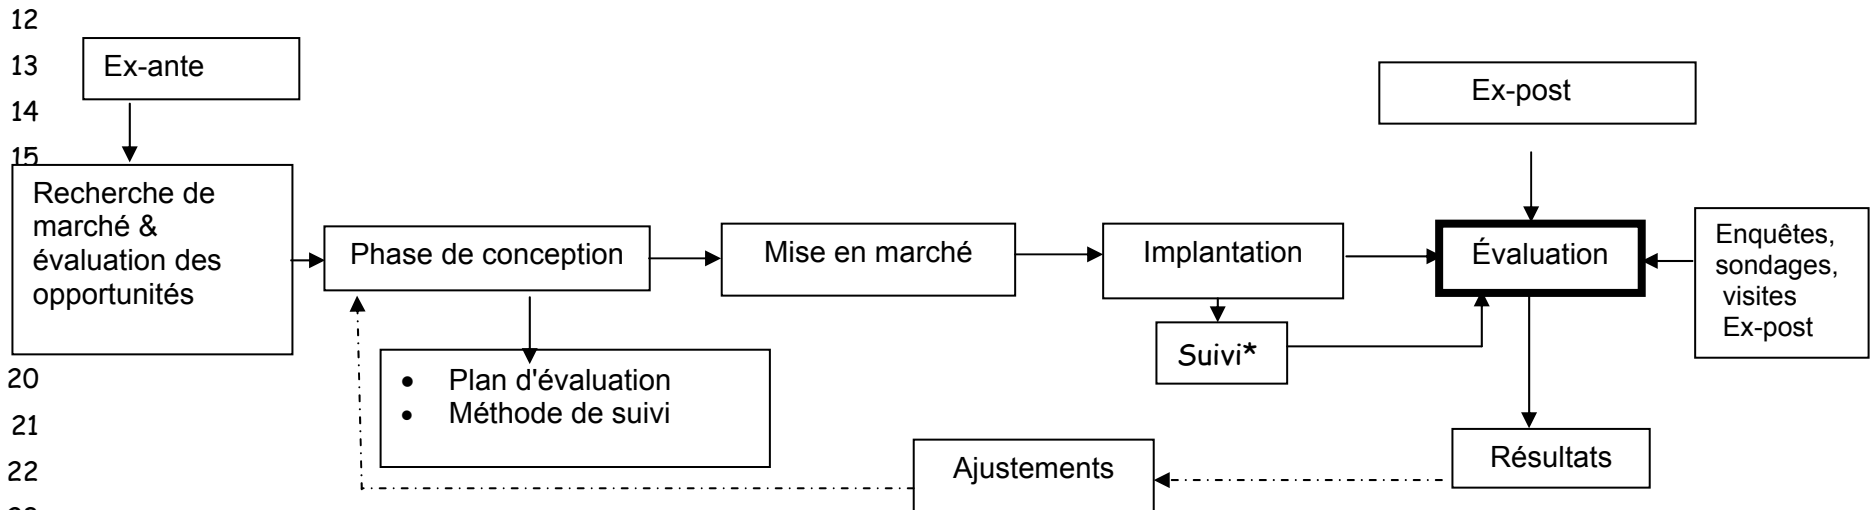 12
13
Ex-ante
14
Ex-post
15
Recherche de
marché &
évaluation des
opportunités
Phase de conception
Mise en marché
Implantation
Évaluation
Enquêtes,
sondages,
visites
Ex-post
Suivi*
20
• Plan d'évaluation
21
• Méthode de suivi
22
Ajustements
Résultats